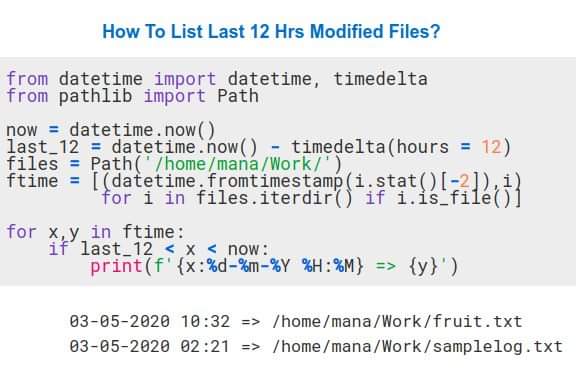 How To List Last 12 Hrs Modified Files?
from datetime import datetime, timedelta
from pathlib import Path
now = datetime.now()
last_12 = datetime.now() - timedelta(hours = 12)
files = Path('/home/mana/Work/')
ftime = [(datetime.fromtimestamp(i.stat()[-2]),i)
         for i in files.iterdir() if i.is_file()]
for x,y in ftime:
    if last_12 < x < now:
        print(f'{x:%d-%m-%Y %H:%M} => {y}')
03-05-2020 10:32 => /home/mana/Work/fruit.txt
03-05-2020 02:21 => /home/mana/Work/samplelog.txt